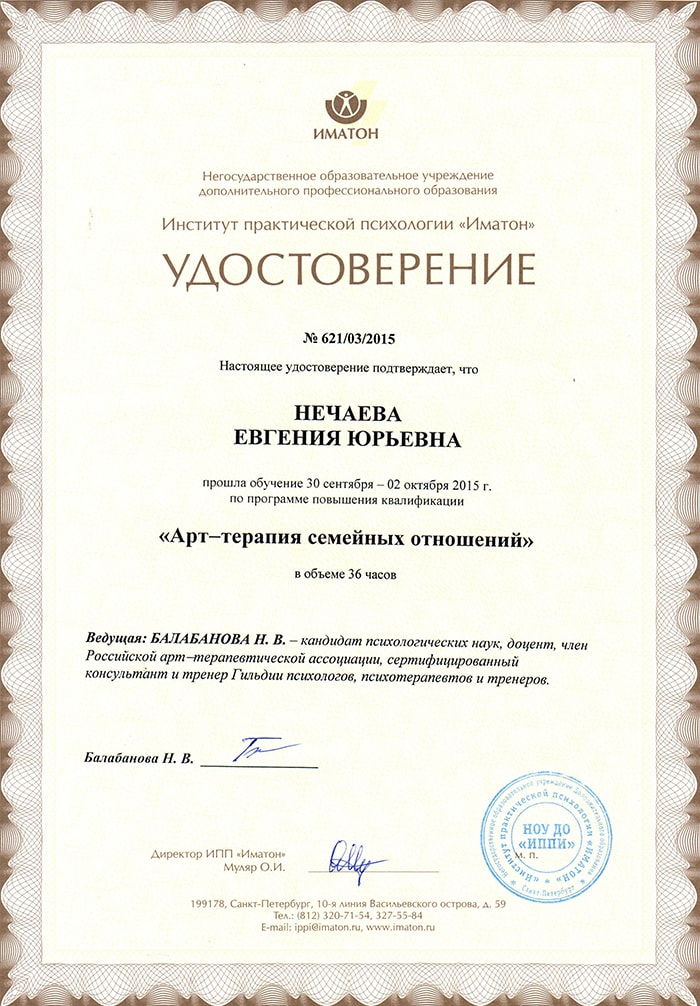 ИМАТОН
Негосударственное образовательное учреждение
дополнительного профессионального образования
Институт практической психологии «Иматон»
УДОСТОВЕРЕНИЕ
№ 621/03/2015
Настоящее удостоверение подтверждает, что
НЕЧАЕВА
ЕВГЕНИЯ ЮРЬЕВНА
прошла обучение 30 сентября – 02 октября 2015 г.
по программе повышения квалификации
«Арт–терапия семейных отношений»
в объеме 36 часов
Ведущая: БАЛАБАНОВА Н. В. – кандидат психологических наук, доцент, член
Российской арт–терапевтической ассоциации, сертифицированный
консультант и тренер Гильдии психологов, психотерапевтов и тренеров.
Балабанова Н. В.
Директор ИПП «Иматон»
Муляр О.И.
Негосударственное образовательное учреждение Дополнительного образования
«Институт практической психологии «ИМАТОН»
НОУ ДО
«ИППИ»
М. П.
Санкт-Петербург
199178, Санкт-Петербург, 10-я линия Васильевского острова, д. 59
Тел.: (812) 320-71-54, 327-55-84
E-mail: ippi@imaton.ru, www.imaton.ru